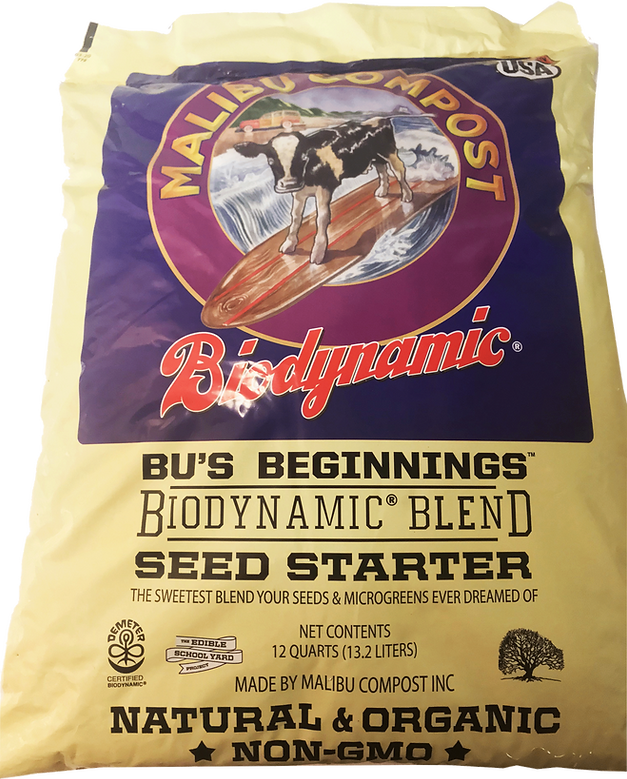 USA
MALIBU COMPOST
Biodynamic®
BU'S BEGINNINGS™
BIODYNAMIC® BLEND
SEED STARTER
THE SWEETEST BLEND YOUR SEEDS & MICROGREENS EVER DREAMED OF
DEMETER
CERTIFIED
BIODYNAMIC®
THE EDIBLE
SCHOOL YARD
PROJECT
NET CONTENTS
12 QUARTS (13.2 LITERS)
MADE BY MALIBU COMPOST INC
NATURAL & ORGANIC
★ NON-GMO ★